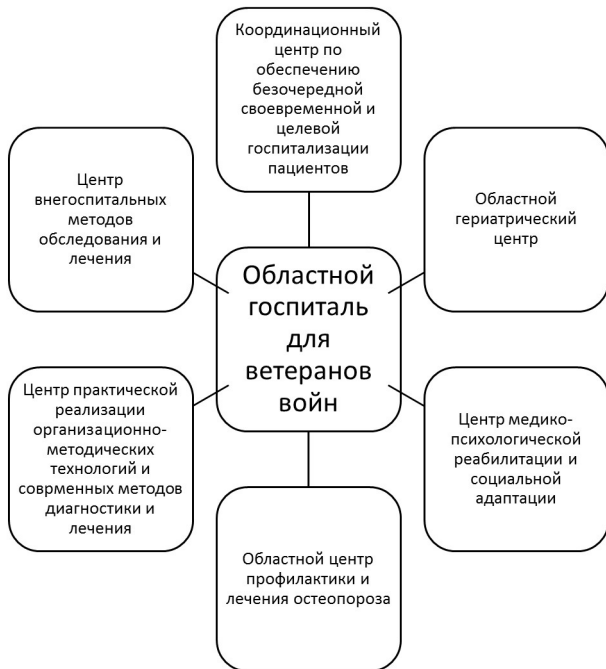 Координационный
центр по
обеспечению
безочередной
своевременной и
целевой
госпитализации
пациентов
Центр
внегоспитальных
методов
обследования и
лечения
Областной
гериатрический
центр
Областной
госпиталь
для
ветеранов
войн
Центр практической
реализации
организационно-
методических
технологий и
соврменных методов
диагностики и
лечения
Центр медико-
психологической
реабилитации и
социальной
адаптации
Областной центр
профилактики и
лечения остеопороза